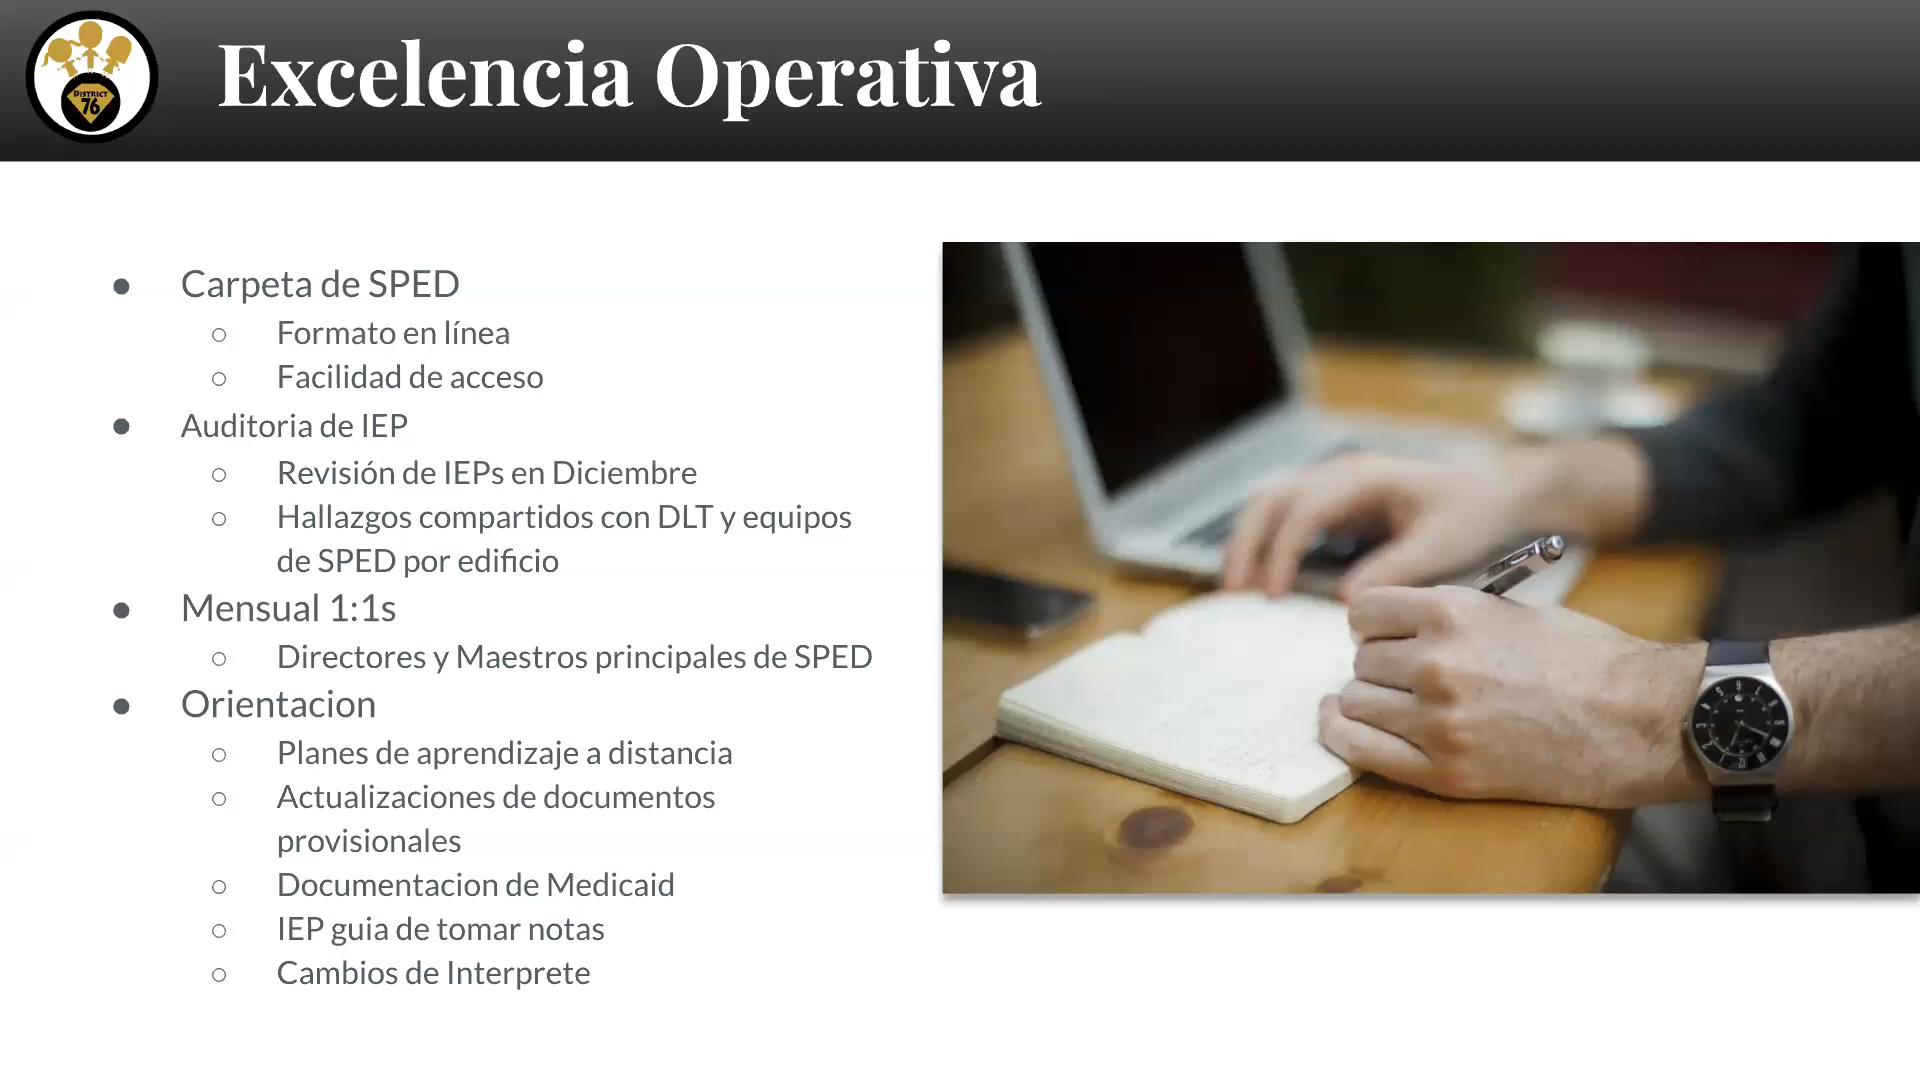 DISTRICT
76
Excelencia Operativa
● Carpeta de SPED
○ Formato en línea
○ Facilidad de acceso
● Auditoria de IEP
○ Revisión de IEPs en Diciembre
○ Hallazgos compartidos con DLT y equipos
de SPED por edificio
● Mensual 1:1s
○ Directores y Maestros principales de SPED
● Orientacion
○ Planes de aprendizaje a distancia
○ Actualizaciones de documentos
provisionales
○ Documentacion de Medicaid
○ IEP guia de tomar notas
○ Cambios de Interprete